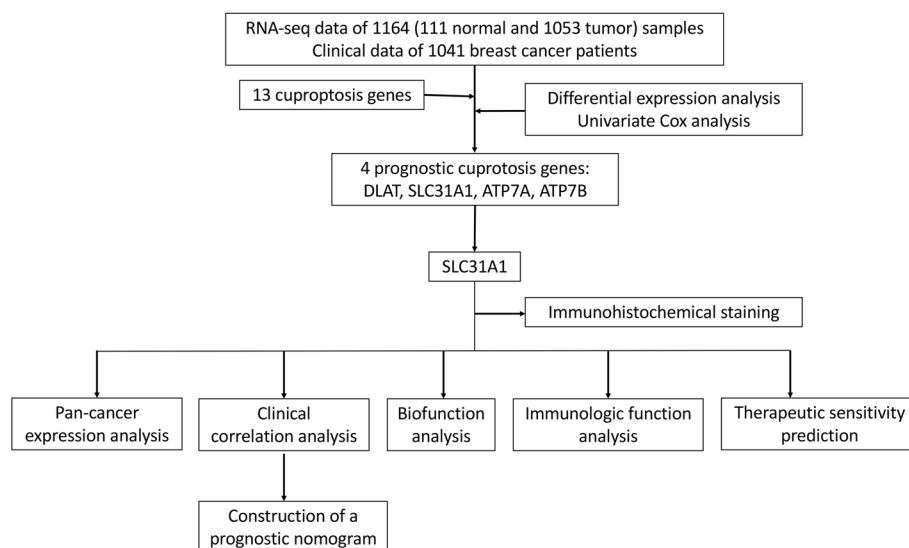 RNA-seq data of 1164 (111 normal and 1053 tumor) samples
Clinical data of 1041 breast cancer patients
13 cuproptosis genes
Differential expression analysis
Univariate Cox analysis
4 prognostic cuprotosis genes:
DLAT, SLC31A1, ATP7A, ATP7B
SLC31A1
Immunohistochemical staining
Pan-cancer
expression analysis
Clinical
correlation analysis
Biofunction
analysis
Immunologic function
analysis
Therapeutic sensitivity
prediction
Construction of a
prognostic nomogram